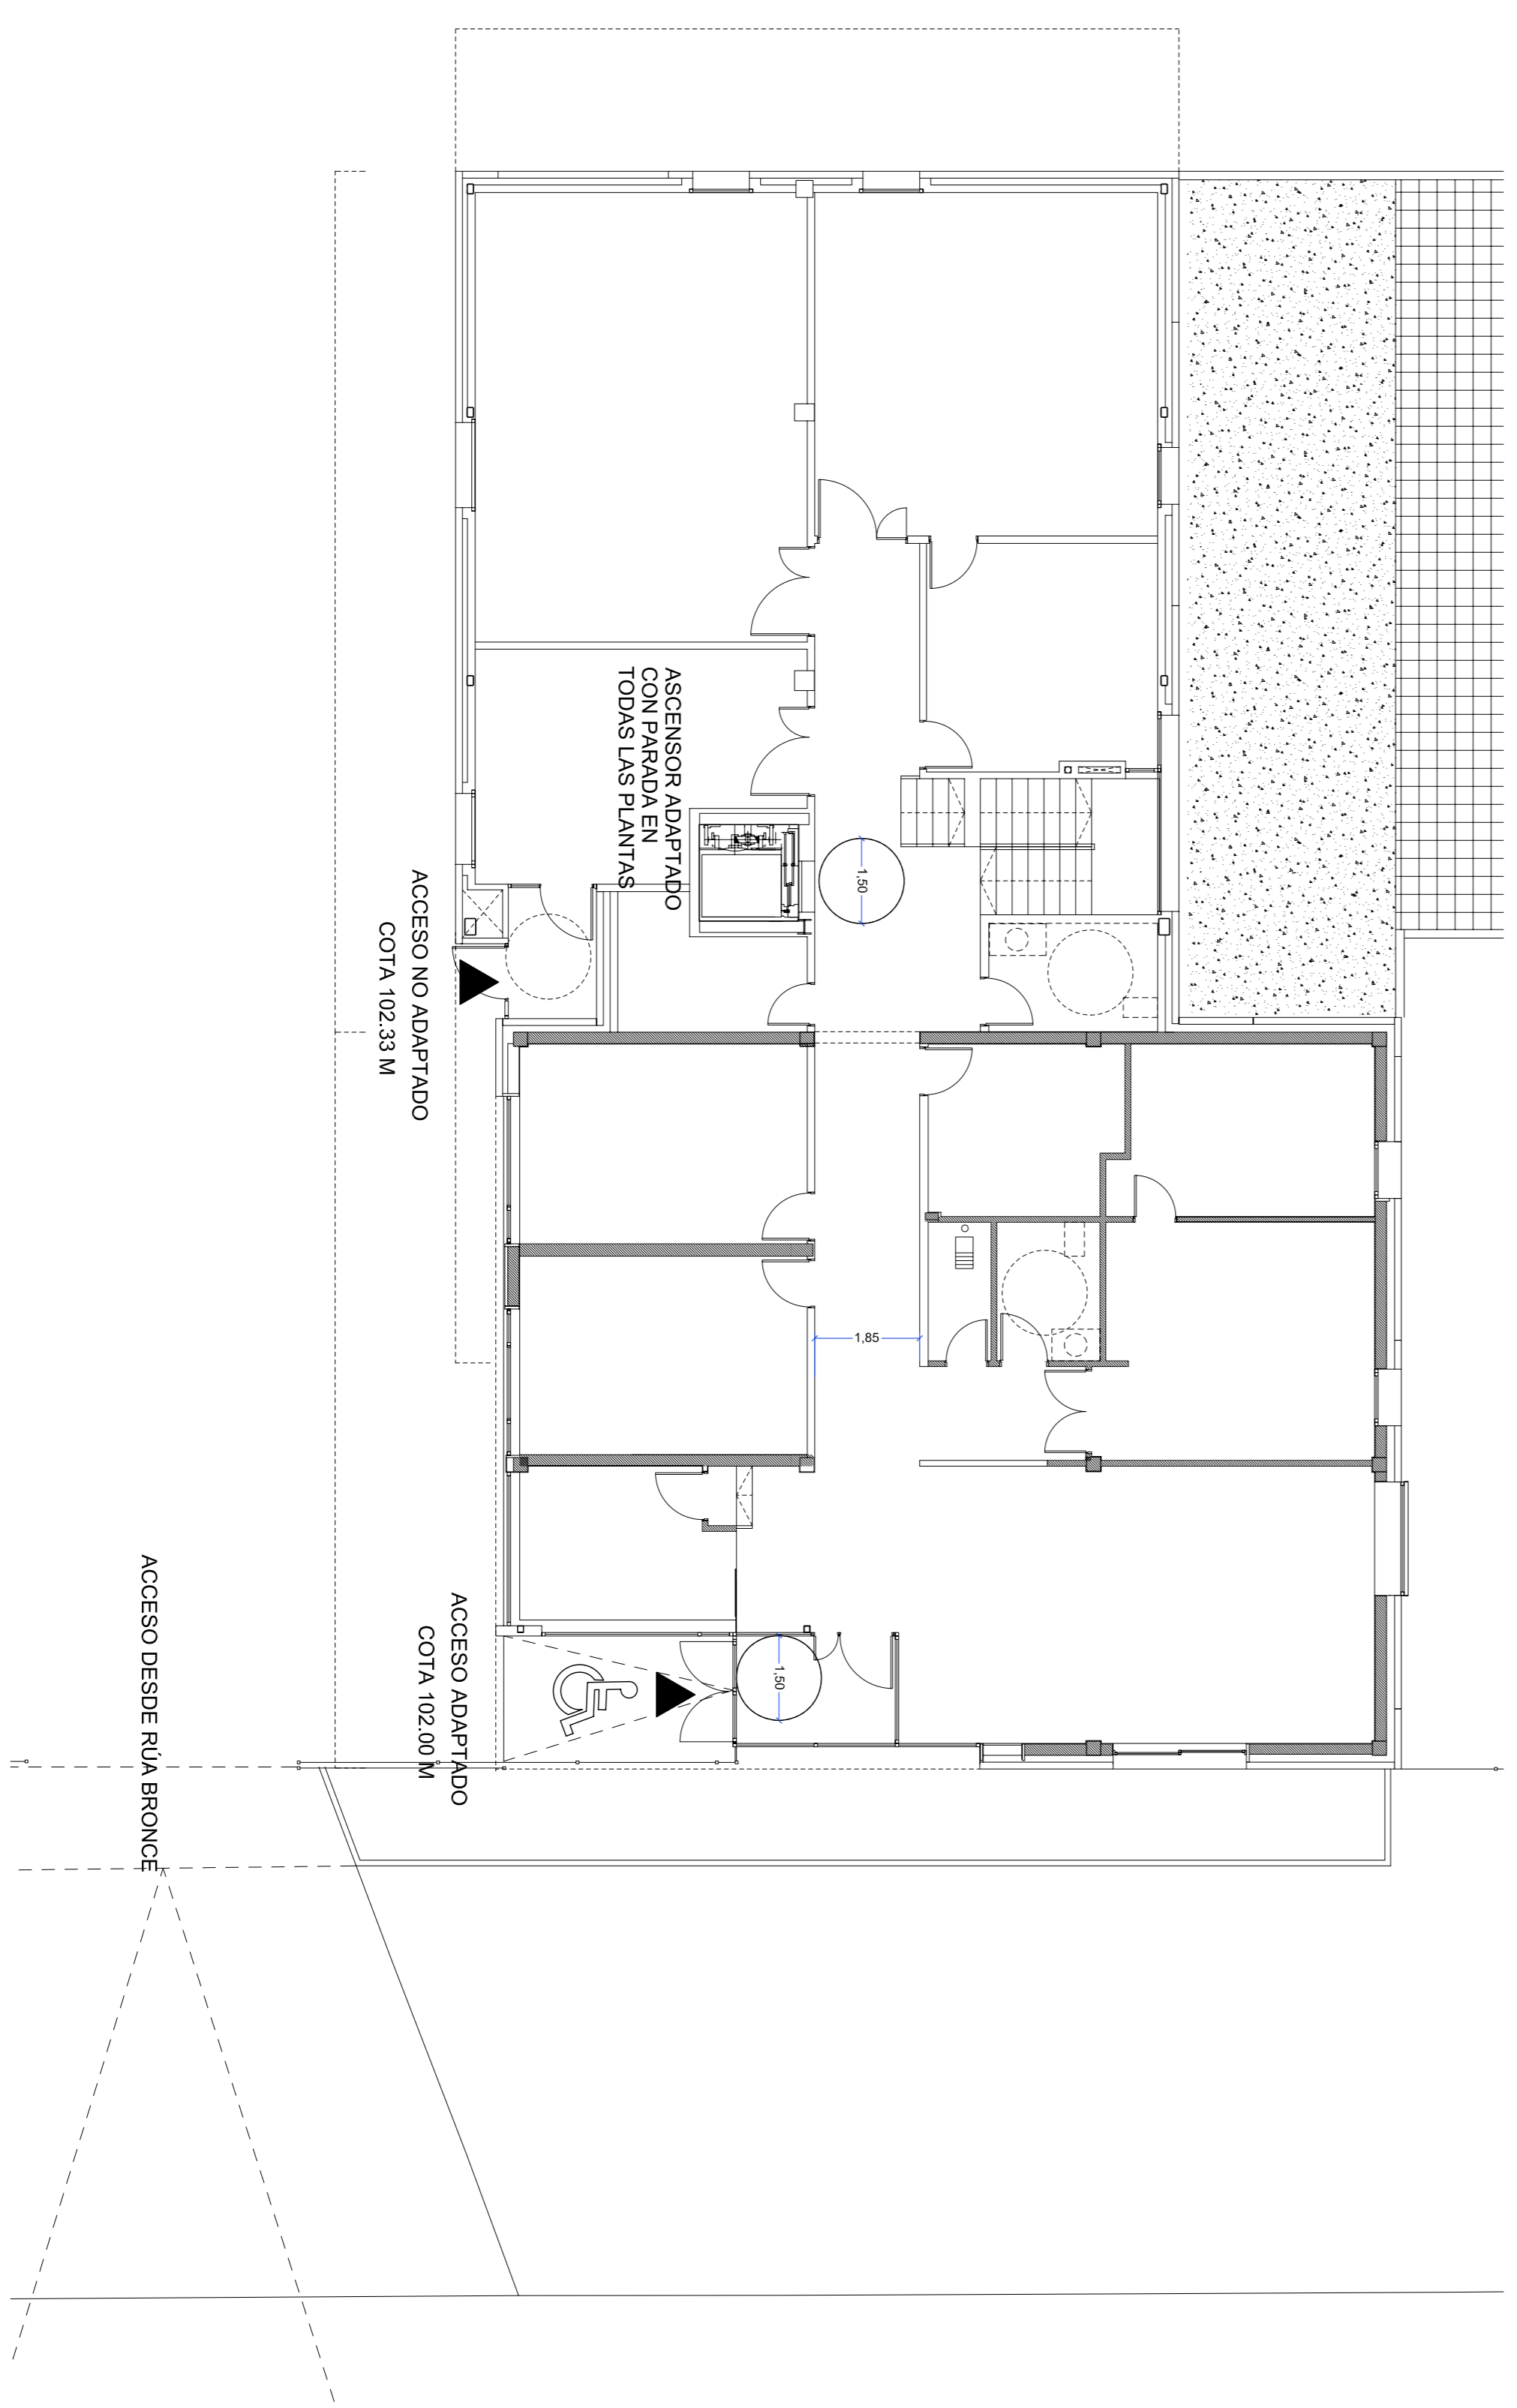 ASCENSOR ADAPTADO
CON PARADA EN
TODAS LAS PLANTAS
1,50
ACCESO NO ADAPTADO
COTA 102.33 M
1,85
ACCESO ADAPTADO
COTA 102.00 M
1,50
ACCESO DESDE RÚA BRONCE